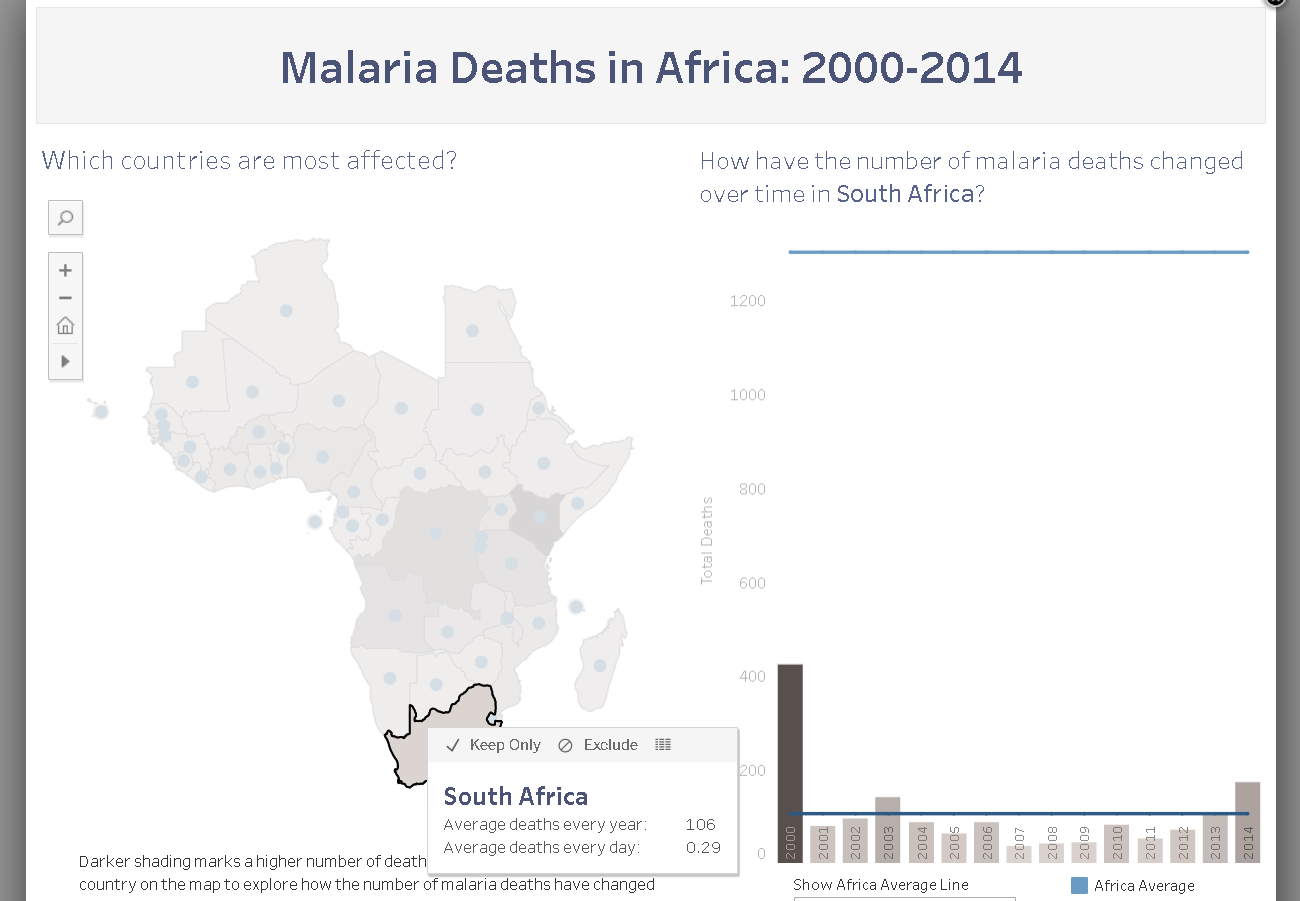 Malaria Deaths in Africa: 2000-2014
Which countries are most affected?
How have the number of malaria deaths changed
over time in South Africa?
1200
1000
800
600
400
200
0
Total Deaths
2000
2001
2002
2003
2004
2005
2006
2007
2008
2009
2010
2011
2012
2013
2014
Keep Only
Exclude
South Africa
Average deaths every year: 106
Average deaths every day: 0.29
Darker shading marks a higher number of death
country on the map to explore how the number of malaria deaths have changed
Show Africa Average Line
Africa Average